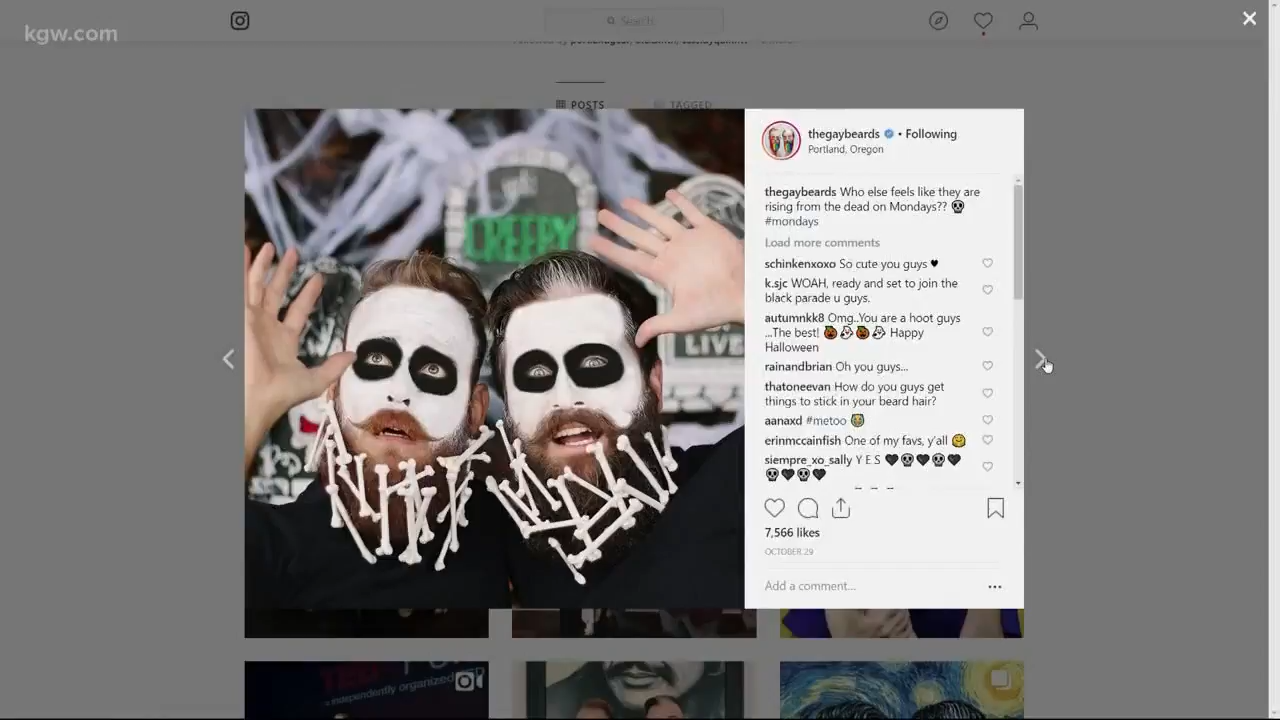 kgw.com
Search
POSTS
TAGGED
CREEPY
LIVE
thegaybeards • Following
Portland, Oregon
thegaybeards Who else feels like they are
rising from the dead on Mondays?? 💀
#mondays
Load more comments
schinkenxoxo So cute you guys ♥
k.sjc WOAH, ready and set to join the
black parade u guys.
autumnkk8 Omg..You are a hoot guys
...The best! 🎃👻🎃👻 Happy
Halloween
rainandbrian Oh you guys...
thatoneevan How do you guys get
things to stick in your beard hair?
aanaxd #metoo
erinmccainfish One of my favs, y'all
siempre_xo_sally Y E S 🖤💀🖤💀🖤
💀🖤💀🖤
7,566 likes
OCTOBER 29
Add a comment...
independently organized